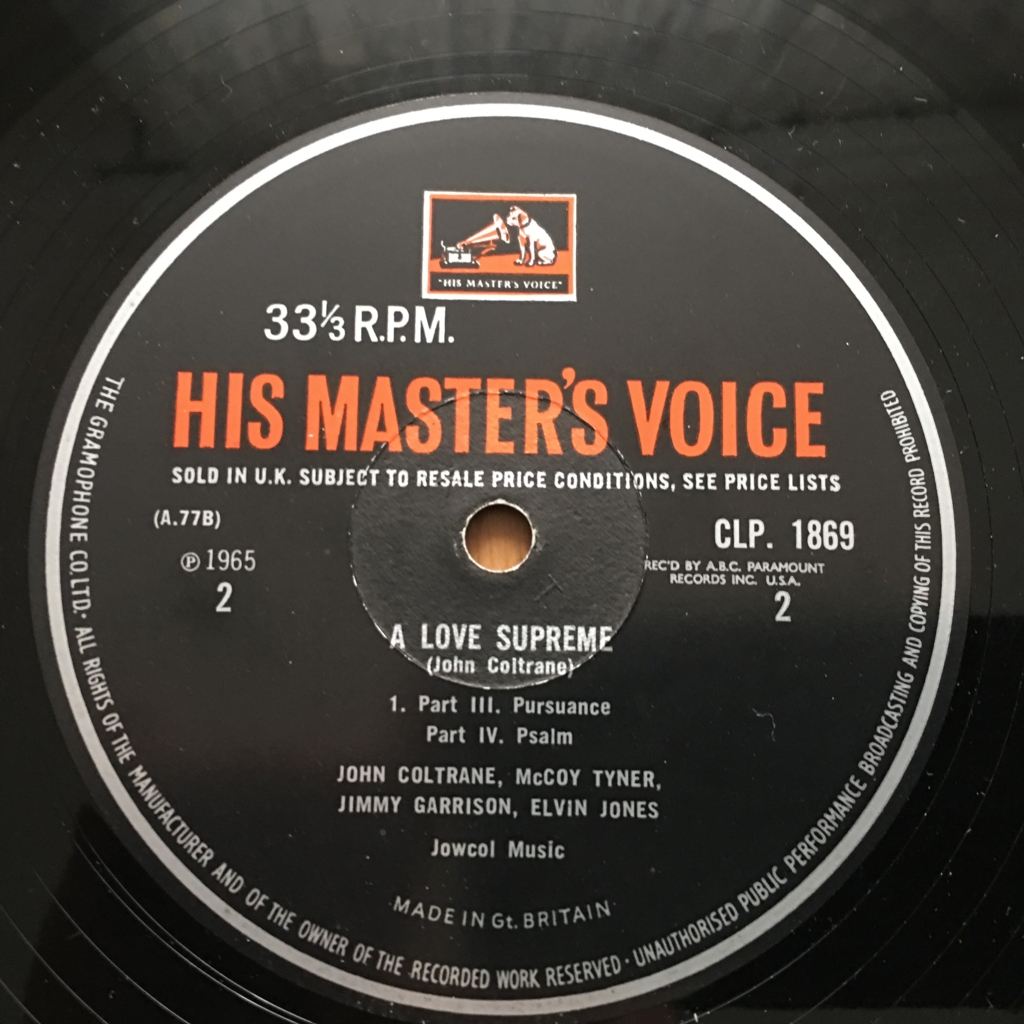 "HIS MASTER'S VOICE"
33⅓ R.P.M.
HIS MASTER'S VOICE
SOLD IN U.K. SUBJECT TO RESALE PRICE CONDITIONS, SEE PRICE LISTS
(A.77B)
CLP. 1869
℗ 1965
REC'D BY A.B.C. PARAMOUNT
RECORDS INC. U.S.A.
2
2
A LOVE SUPREME
(John Coltrane)
1. Part III. Pursuance
Part IV. Psalm
JOHN COLTRANE, McCOY TYNER,
JIMMY GARRISON, ELVIN JONES
Jowcol Music
MADE IN Gt. BRITAIN
THE GRAMOPHONE CO. LTD. · ALL RIGHTS OF THE MANUFACTURER AND OF THE OWNER OF THE RECORDED WORK RESERVED · UNAUTHORISED PUBLIC PERFORMANCE BROADCASTING AND COPYING OF THIS RECORD PROHIBITED